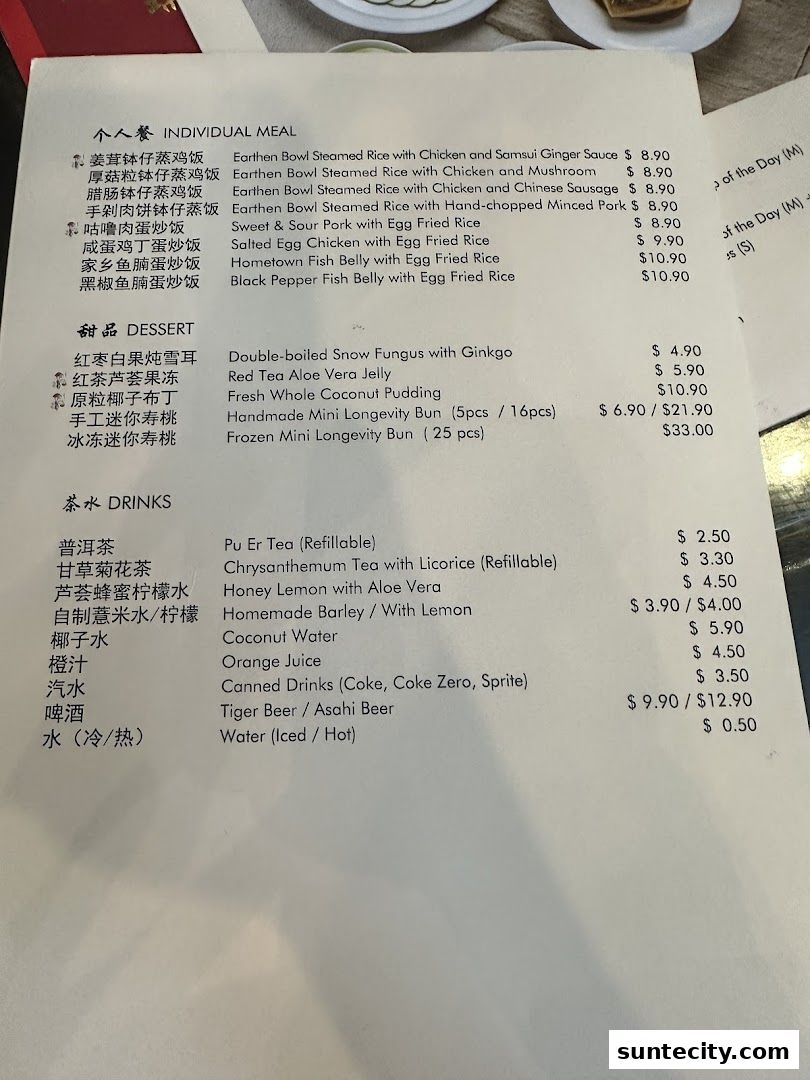 个人餐 INDIVIDUAL MEAL
姜茸钵仔蒸鸡饭 Earthen Bowl Steamed Rice with Chicken and Samsui Ginger Sauce $ 8.90
厚菇粒钵仔蒸鸡饭 Earthen Bowl Steamed Rice with Chicken and Mushroom $ 8.90
腊肠钵仔蒸鸡饭 Earthen Bowl Steamed Rice with Chicken and Chinese Sausage $ 8.90
手剁肉饼钵仔蒸饭 Earthen Bowl Steamed Rice with Hand-chopped Minced Pork $ 8.90
咕噜肉蛋炒饭 Sweet & Sour Pork with Egg Fried Rice $ 8.90
咸蛋鸡丁蛋炒饭 Salted Egg Chicken with Egg Fried Rice $ 9.90
家乡鱼腩蛋炒饭 Hometown Fish Belly with Egg Fried Rice $10.90
黑椒鱼腩蛋炒饭 Black Pepper Fish Belly with Egg Fried Rice $10.90
甜品 DESSERT
红枣白果炖雪耳 Double-boiled Snow Fungus with Ginkgo $ 4.90
红茶芦荟果冻 Red Tea Aloe Vera Jelly $ 5.90
原粒椰子布丁 Fresh Whole Coconut Pudding $10.90
手工迷你寿桃 Handmade Mini Longevity Bun (5pcs / 16pcs) $ 6.90 / $21.90
冰冻迷你寿桃 Frozen Mini Longevity Bun ( 25 pcs) $33.00
茶水 DRINKS
普洱茶 Pu Er Tea (Refillable) $ 2.50
甘草菊花茶 Chrysanthemum Tea with Licorice (Refillable) $ 3.30
芦荟蜂蜜柠檬水 Honey Lemon with Aloe Vera $ 4.50
自制薏米水/柠檬 Homemade Barley / With Lemon $ 3.90 / $4.00
椰子水 Coconut Water $ 5.90
橙汁 Orange Juice $ 4.50
汽水 Canned Drinks (Coke, Coke Zero, Sprite) $ 3.50
啤酒 Tiger Beer / Asahi Beer $ 9.90 / $12.90
水（冷/热） Water (Iced / Hot) $ 0.50
of the Day (M)
of the Day (M)
(S)
suntecity.com